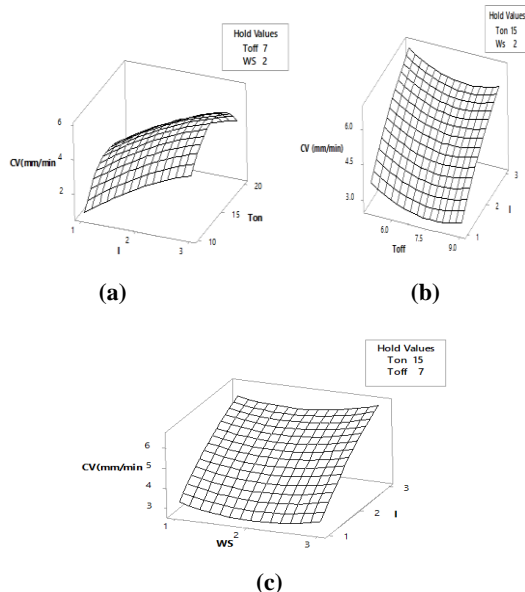 Hold Values
Toff 7
WS 2
6
4
2
CV(mm/min
1
2
3
I
10
15
20
Ton
(a)
Hold Values
Ton 15
Ws 2
6.0
4.5
3.0
CV (mm/min)
6.0
7.5
9.0
Toff
1
2
3
I
(b)
Hold Values
Ton 15
Toff 7
6
5
4
3
CV(mm/min
1
2
3
WS
1
2
3
I
(c)